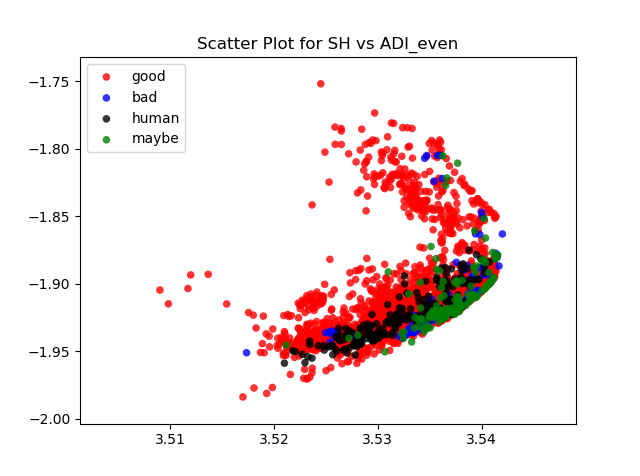 Scatter Plot for SH vs ADI_even
good
bad
human
maybe
−1.75
−1.80
−1.85
−1.90
−1.95
−2.00
3.51 3.52 3.53 3.54